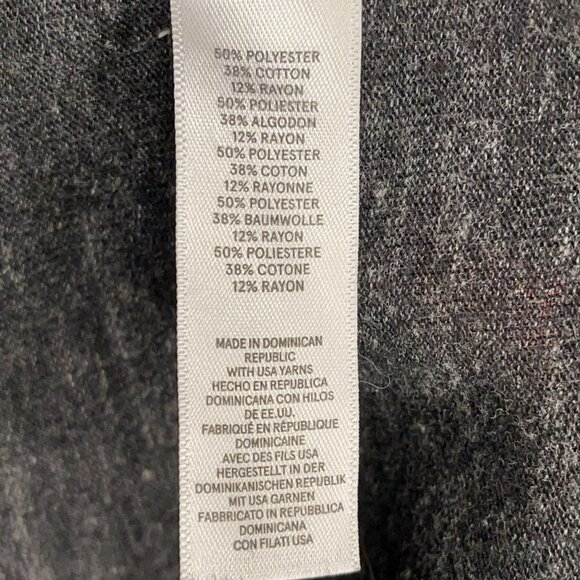 50% POLYESTER
38% COTTON
12% RAYON
50% POLIESTER
38% ALGODON
12% RAYON
50% POLYESTER
38% COTON
12% RAYONNE
50% POLYESTER
38% BAUMWOLLE
12% RAYON
50% POLIESTERE
38% COTONE
12% RAYON
MADE IN DOMINICAN
REPUBLIC
WITH USA YARNS
HECHO EN REPUBLICA
DOMINICANA CON HILOS
DE EE.UU.
FABRIQUÉ EN RÉPUBLIQUE
DOMINICAINE
AVEC DES FILS USA
HERGESTELLT IN DER
DOMINIKANISCHEN REPUBLIK
MIT USA GARNEN
FABBRICATO IN REPUBBLICA
DOMINICANA
CON FILATI USA